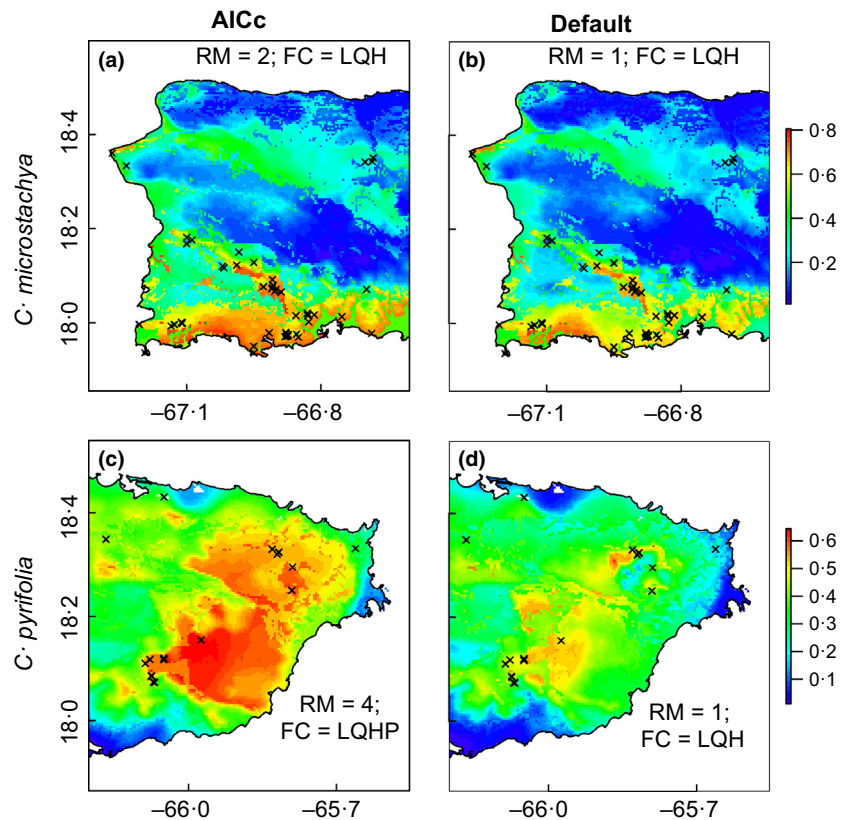 AICc
Default
(a) RM = 2; FC = LQH
(b) RM = 1; FC = LQH
C· microstachya
18·4
18·2
18·0
−67·1 −66·8
−67·1 −66·8
0·8
0·6
0·4
0·2
(c)
(d)
C· pyrifolia
18·4
18·2
18·0
RM = 4;
FC = LQHP
RM = 1;
FC = LQH
−66·0 −65·7
−66·0 −65·7
0·6
0·5
0·4
0·3
0·2
0·1